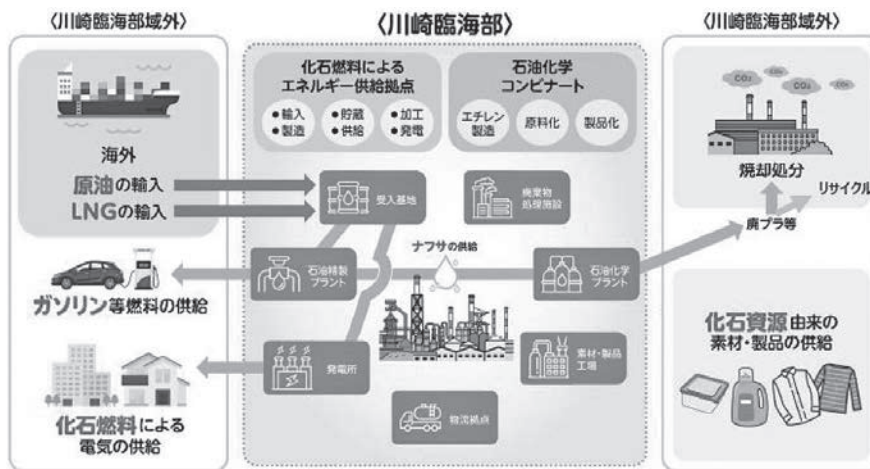 〈川崎臨海部域外〉
海外
原油の輸入
LNGの輸入
ガソリン等燃料の供給
化石燃料による
電気の供給
〈川崎臨海部〉
化石燃料による
エネルギー供給拠点
●輸入
●製造
●貯蔵
●供給
●加工
●発電
石油化学
コンビナート
エチレン
製造
原料化
製品化
受入基地
廃棄物
処理施設
ナフサの供給
石油精製
プラント
石油化学
プラント
発電所
素材・製品
工場
物流拠点
〈川崎臨海部域外〉
CO₂
CO₂
CO₂
CO₂
焼却処分
リサイクル
廃プラ等
化石資源由来の
素材・製品の供給